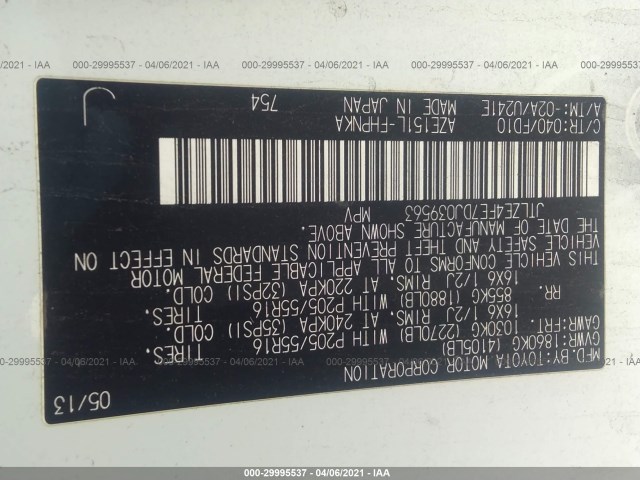 MFD.BY:TOYOTA MOTOR CORPORATION 05/13
GVWR:1860KG (4105LB)
GAWR:FRT 1030KG (2270LB) WITH P205/55R16 TIRES.
16X6 1/2J RIMS, AT 240KPA (35PSI) COLD.
RR. 855KG (1880LB) WITH P205/55R16 TIRES.
16X6 1/2J RIMS, AT 220KPA (32PSI) COLD.
THIS VEHICLE CONFORMS TO ALL APPLICABLE FEDERAL MOTOR
VEHICLE SAFETY AND THEFT PREVENTION STANDARDS IN EFFECT ON
THE DATE OF MANUFACTURE SHOWN ABOVE.
JTLZE4FE7DJ039563 MPV
C/TR:040/FD10 AZE151L-FHPNKA
A/TM:-02A/U241E MADE IN JAPAN 754
J
000-29995537 - 04/06/2021 - IAA